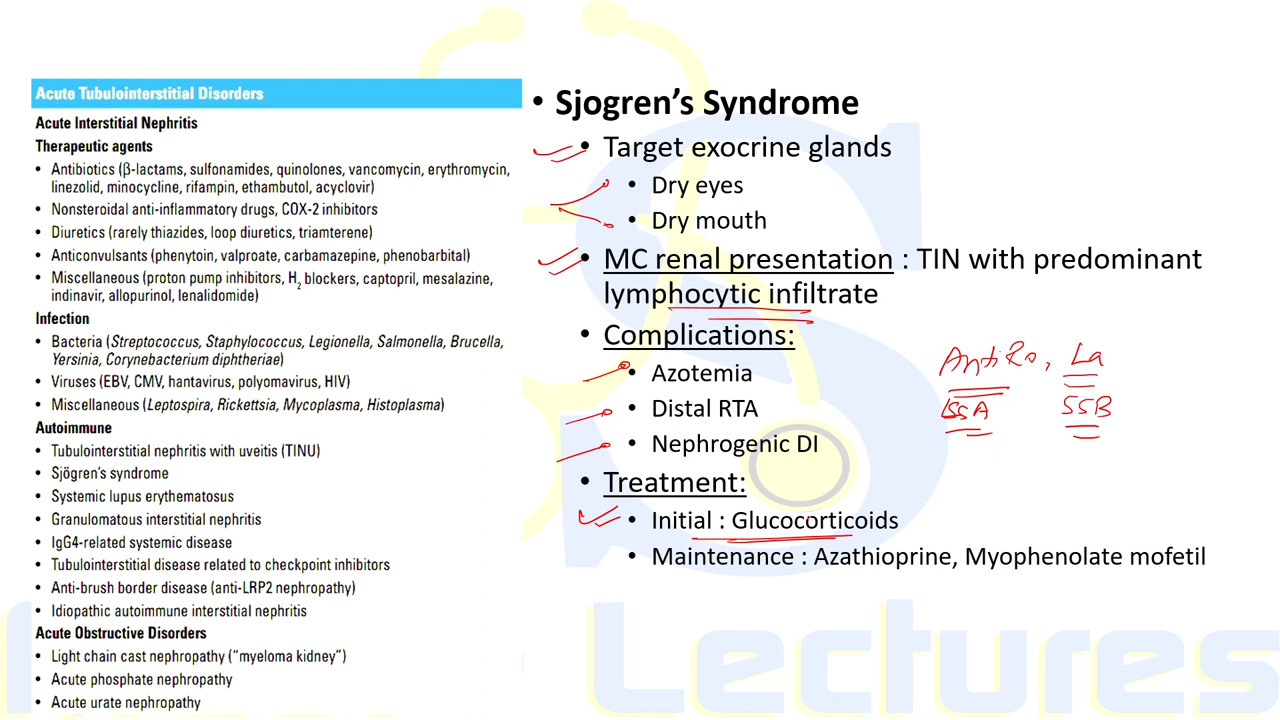 Acute Tubulointerstitial Disorders
Acute Interstitial Nephritis
Therapeutic agents
• Antibiotics (β-lactams, sulfonamides, quinolones, vancomycin, erythromycin,
linezolid, minocycline, rifampin, ethambutol, acyclovir)
• Nonsteroidal anti-inflammatory drugs, COX-2 inhibitors
• Diuretics (rarely thiazides, loop diuretics, triamterene)
• Anticonvulsants (phenytoin, valproate, carbamazepine, phenobarbital)
• Miscellaneous (proton pump inhibitors, H2 blockers, captopril, mesalazine,
indinavir, allopurinol, lenalidomide)
Infection
• Bacteria (Streptococcus, Staphylococcus, Legionella, Salmonella, Brucella,
Yersinia, Corynebacterium diphtheriae)
• Viruses (EBV, CMV, hantavirus, polyomavirus, HIV)
• Miscellaneous (Leptospira, Rickettsia, Mycoplasma, Histoplasma)
Autoimmune
• Tubulointerstitial nephritis with uveitis (TINU)
• Sjögren's syndrome
• Systemic lupus erythematosus
• Granulomatous interstitial nephritis
• IgG4-related systemic disease
• Tubulointerstitial disease related to checkpoint inhibitors
• Anti-brush border disease (anti-LRP2 nephropathy)
• Idiopathic autoimmune interstitial nephritis
Acute Obstructive Disorders
• Light chain cast nephropathy ("myeloma kidney")
• Acute phosphate nephropathy
• Acute urate nephropathy
• Sjogren's Syndrome
• Target exocrine glands
• Dry eyes
• Dry mouth
• MC renal presentation : TIN with predominant
lymphocytic infiltrate
• Complications:
• Azotemia
• Distal RTA
• Nephrogenic DI
• Treatment:
• Initial : Glucocorticoids
• Maintenance : Azathioprine, Myophenolate mofetil
Anti Ro, La
SSA SSB
Lectures